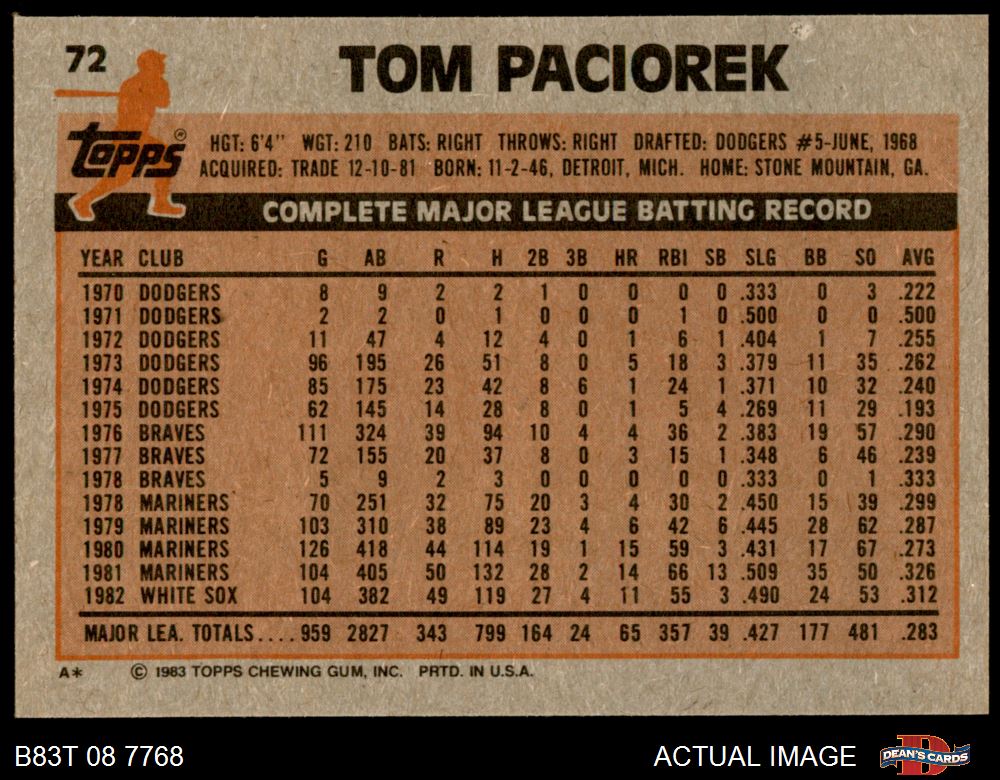 72
TOM PACIOREK
Topps®
HGT: 6'4" WGT: 210 BATS: RIGHT THROWS: RIGHT DRAFTED: DODGERS #5-JUNE, 1968
ACQUIRED: TRADE 12-10-81 BORN: 11-2-46, DETROIT, MICH. HOME: STONE MOUNTAIN, GA.
COMPLETE MAJOR LEAGUE BATTING RECORD
YEAR CLUB G AB R H 2B 3B HR RBI SB SLG BB SO AVG
1970 DODGERS 8 9 2 2 1 0 0 0 0 .333 0 3 .222
1971 DODGERS 2 2 0 1 0 0 0 1 0 .500 0 0 .500
1972 DODGERS 11 47 4 12 4 0 1 6 1 .404 1 7 .255
1973 DODGERS 96 195 26 51 8 0 5 18 3 .379 11 35 .262
1974 DODGERS 85 175 23 42 8 6 1 24 1 .371 10 32 .240
1975 DODGERS 62 145 14 28 8 0 1 5 4 .269 11 29 .193
1976 BRAVES 111 324 39 94 10 4 4 36 2 .383 19 57 .290
1977 BRAVES 72 155 20 37 8 0 3 15 1 .348 6 46 .239
1978 BRAVES 5 9 2 3 0 0 0 0 0 .333 0 1 .333
1978 MARINERS 70 251 32 75 20 3 4 30 2 .450 15 39 .299
1979 MARINERS 103 310 38 89 23 4 6 42 6 .445 28 62 .287
1980 MARINERS 126 418 44 114 19 1 15 59 3 .431 17 67 .273
1981 MARINERS 104 405 50 132 28 2 14 66 13 .509 35 50 .326
1982 WHITE SOX 104 382 49 119 27 4 11 55 3 .490 24 53 .312
MAJOR LEA. TOTALS.... 959 2827 343 799 164 24 65 357 39 .427 177 481 .283
A* © 1983 TOPPS CHEWING GUM, INC. PRTD. IN U.S.A.
B83T 08 7768
ACTUAL IMAGE
DEAN'S CARDS